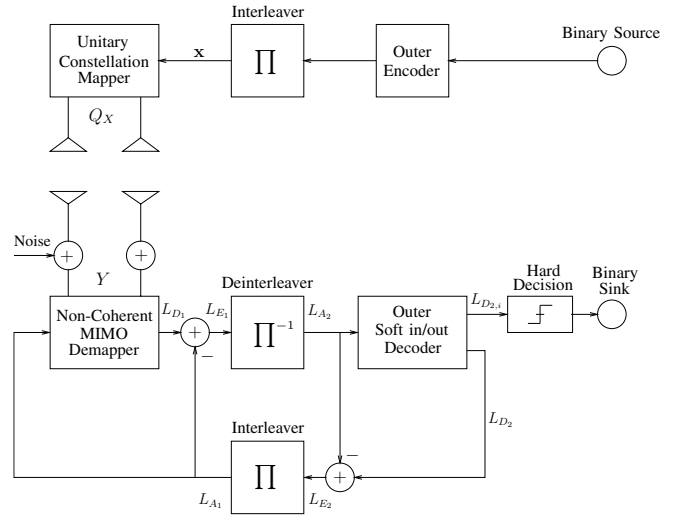 Interleaver
Binary Source
Unitary
Constellation
Mapper
x
∏
Outer
Encoder
Q_X
Noise
+
+
Y
Non-Coherent
MIMO
Demapper
L_{D_1}
+
−
L_{E_1}
Deinterleaver
∏^{-1}
L_{A_2}
Outer
Soft in/out
Decoder
L_{D_{2,i}}
Hard
Decision
Binary
Sink
L_{D_2}
Interleaver
∏
L_{A_1}
L_{E_2}
−
+